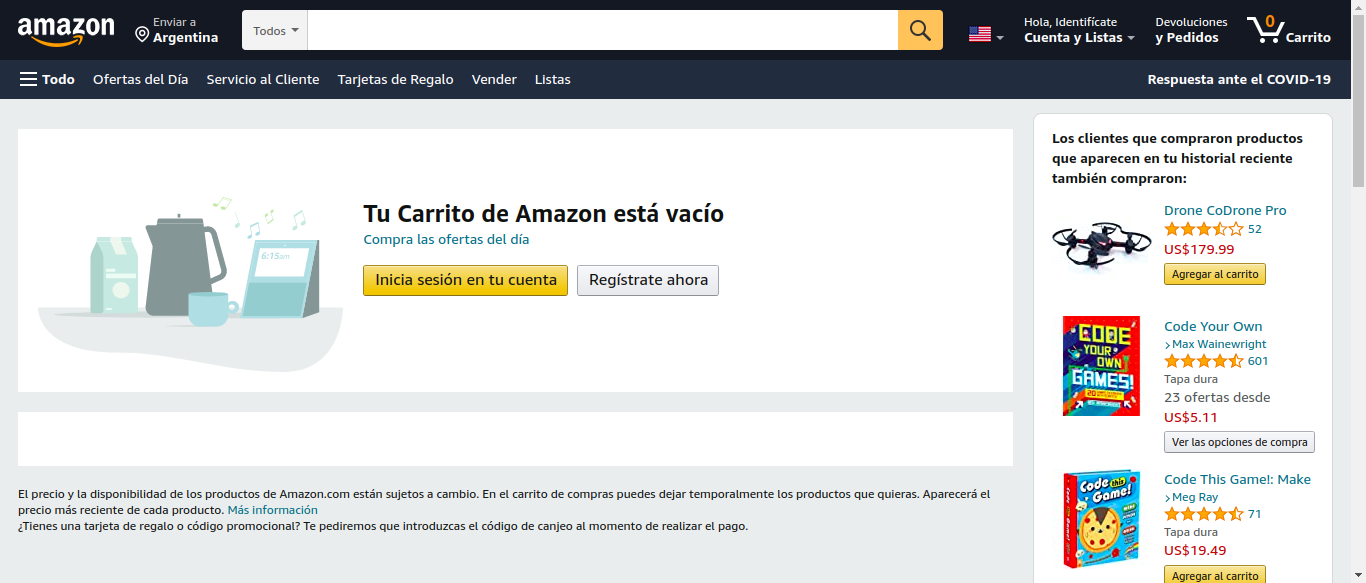 amazon
Enviar a
Argentina
Todos
Hola, Identifícate
Cuenta y Listas
Devoluciones
y Pedidos
0
Carrito
Todo
Ofertas del Día
Servicio al Cliente
Tarjetas de Regalo
Vender
Listas
Respuesta ante el COVID-19
6:15am
Tu Carrito de Amazon está vacío
Compra las ofertas del día
Inicia sesión en tu cuenta
Regístrate ahora
El precio y la disponibilidad de los productos de Amazon.com están sujetos a cambio. En el carrito de compras puedes dejar temporalmente los productos que quieras. Aparecerá el
precio más reciente de cada producto. Más información
¿Tienes una tarjeta de regalo o código promocional? Te pediremos que introduzcas el código de canjeo al momento de realizar el pago.
Los clientes que compraron productos
que aparecen en tu historial reciente
también compraron:
Drone CoDrone Pro
52
US$179.99
Agregar al carrito
CODE
YOUR
OWN
GAMES!
20
Code Your Own
›Max Wainewright
601
Tapa dura
23 ofertas desde
US$5.11
Ver las opciones de compra
Code this
Game!
Code This Game!: Make
›Meg Ray
71
Tapa dura
US$19.49
Agregar al carrito